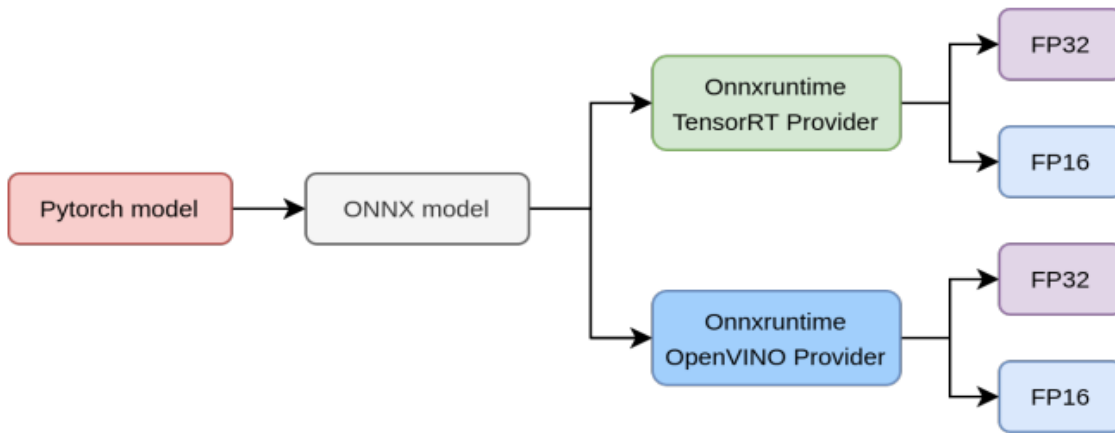 Pytorch model
ONNX model
Onnxruntime
TensorRT Provider
FP32
FP16
Onnxruntime
OpenVINO Provider
FP32
FP16